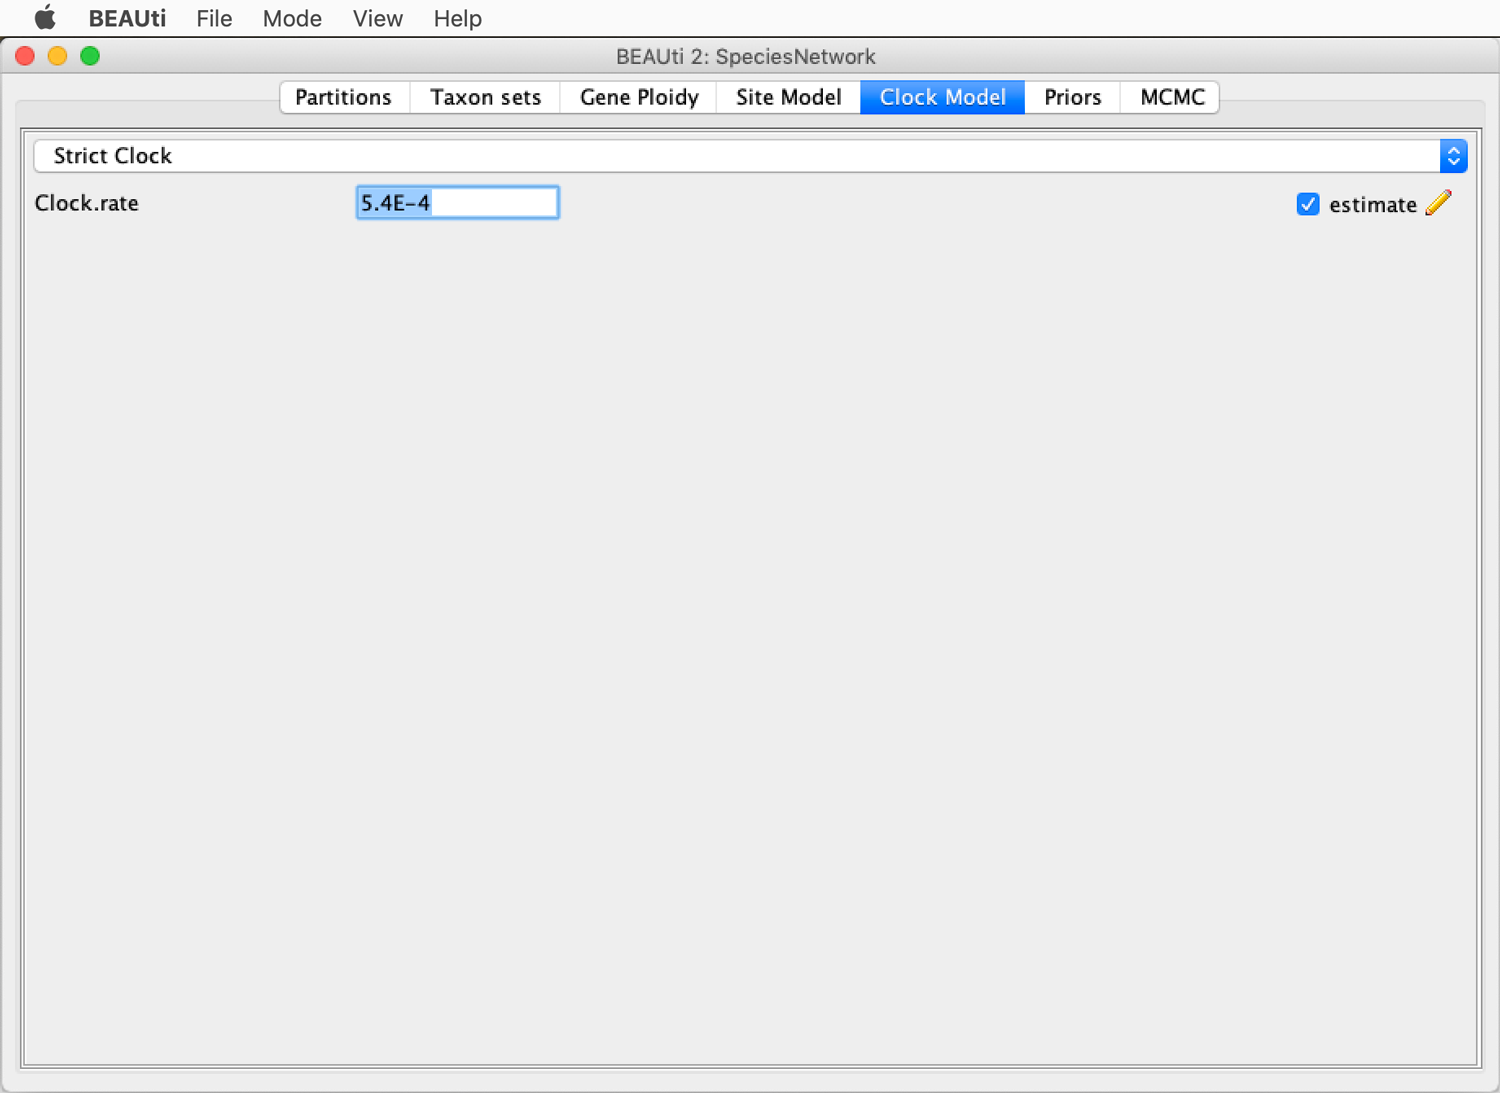 BEAUti File Mode View Help
BEAUti 2: SpeciesNetwork
Partitions Taxon sets Gene Ploidy Site Model Clock Model Priors MCMC
Strict Clock
Clock.rate 5.4E-4 estimate